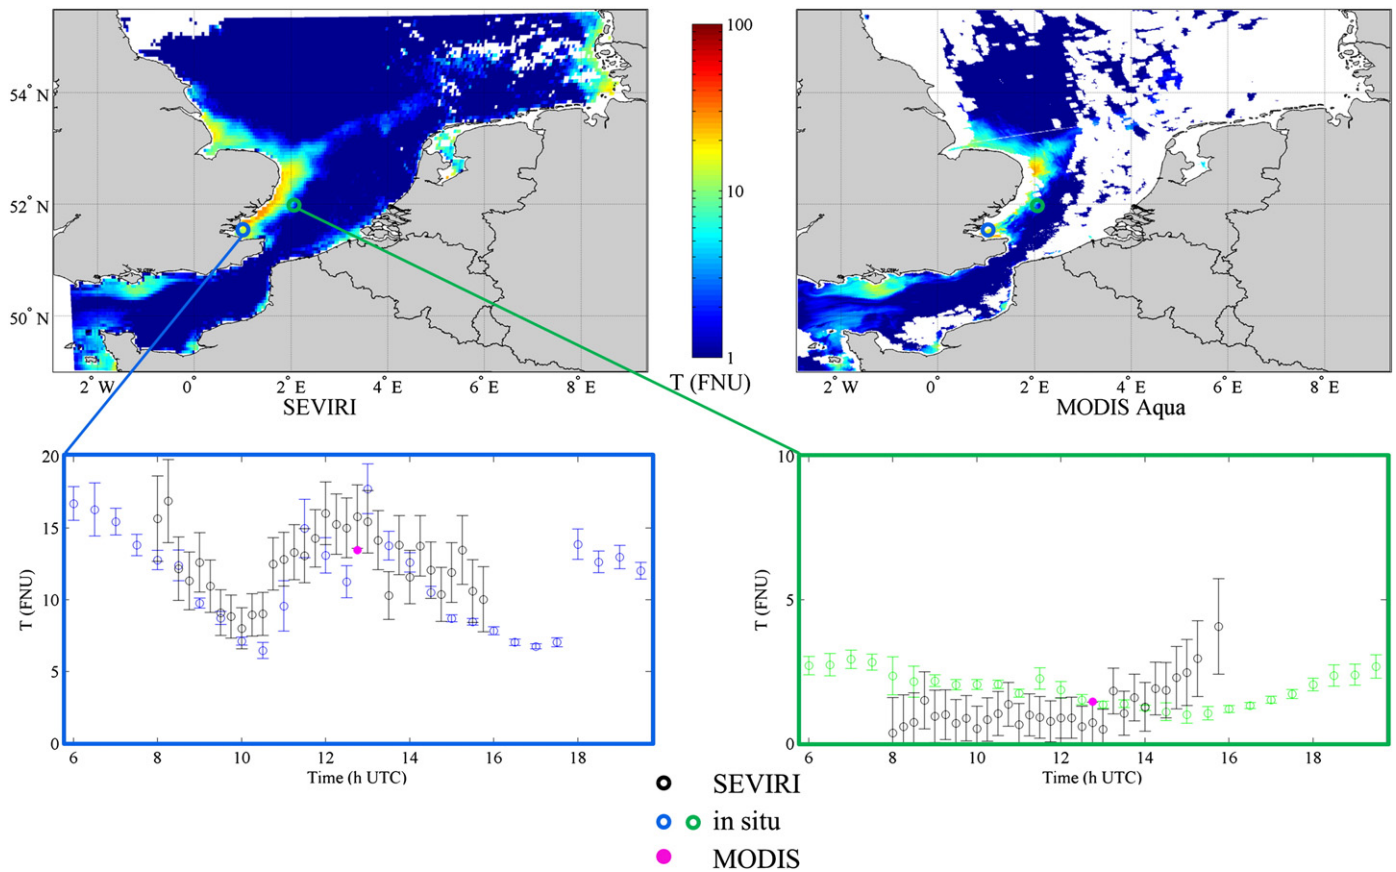 54° N
52° N
50° N
2° W
0°
2° E
4° E
6° E
8° E
SEVIRI
100
10
1
T (FNU)
2° W
0°
2° E
4° E
6° E
8° E
MODIS Aqua
20
15
10
5
0
T (FNU)
6
8
10
12
14
16
18
Time (h UTC)
10
5
0
T (FNU)
6
8
10
12
14
16
18
Time (h UTC)
SEVIRI
in situ
MODIS